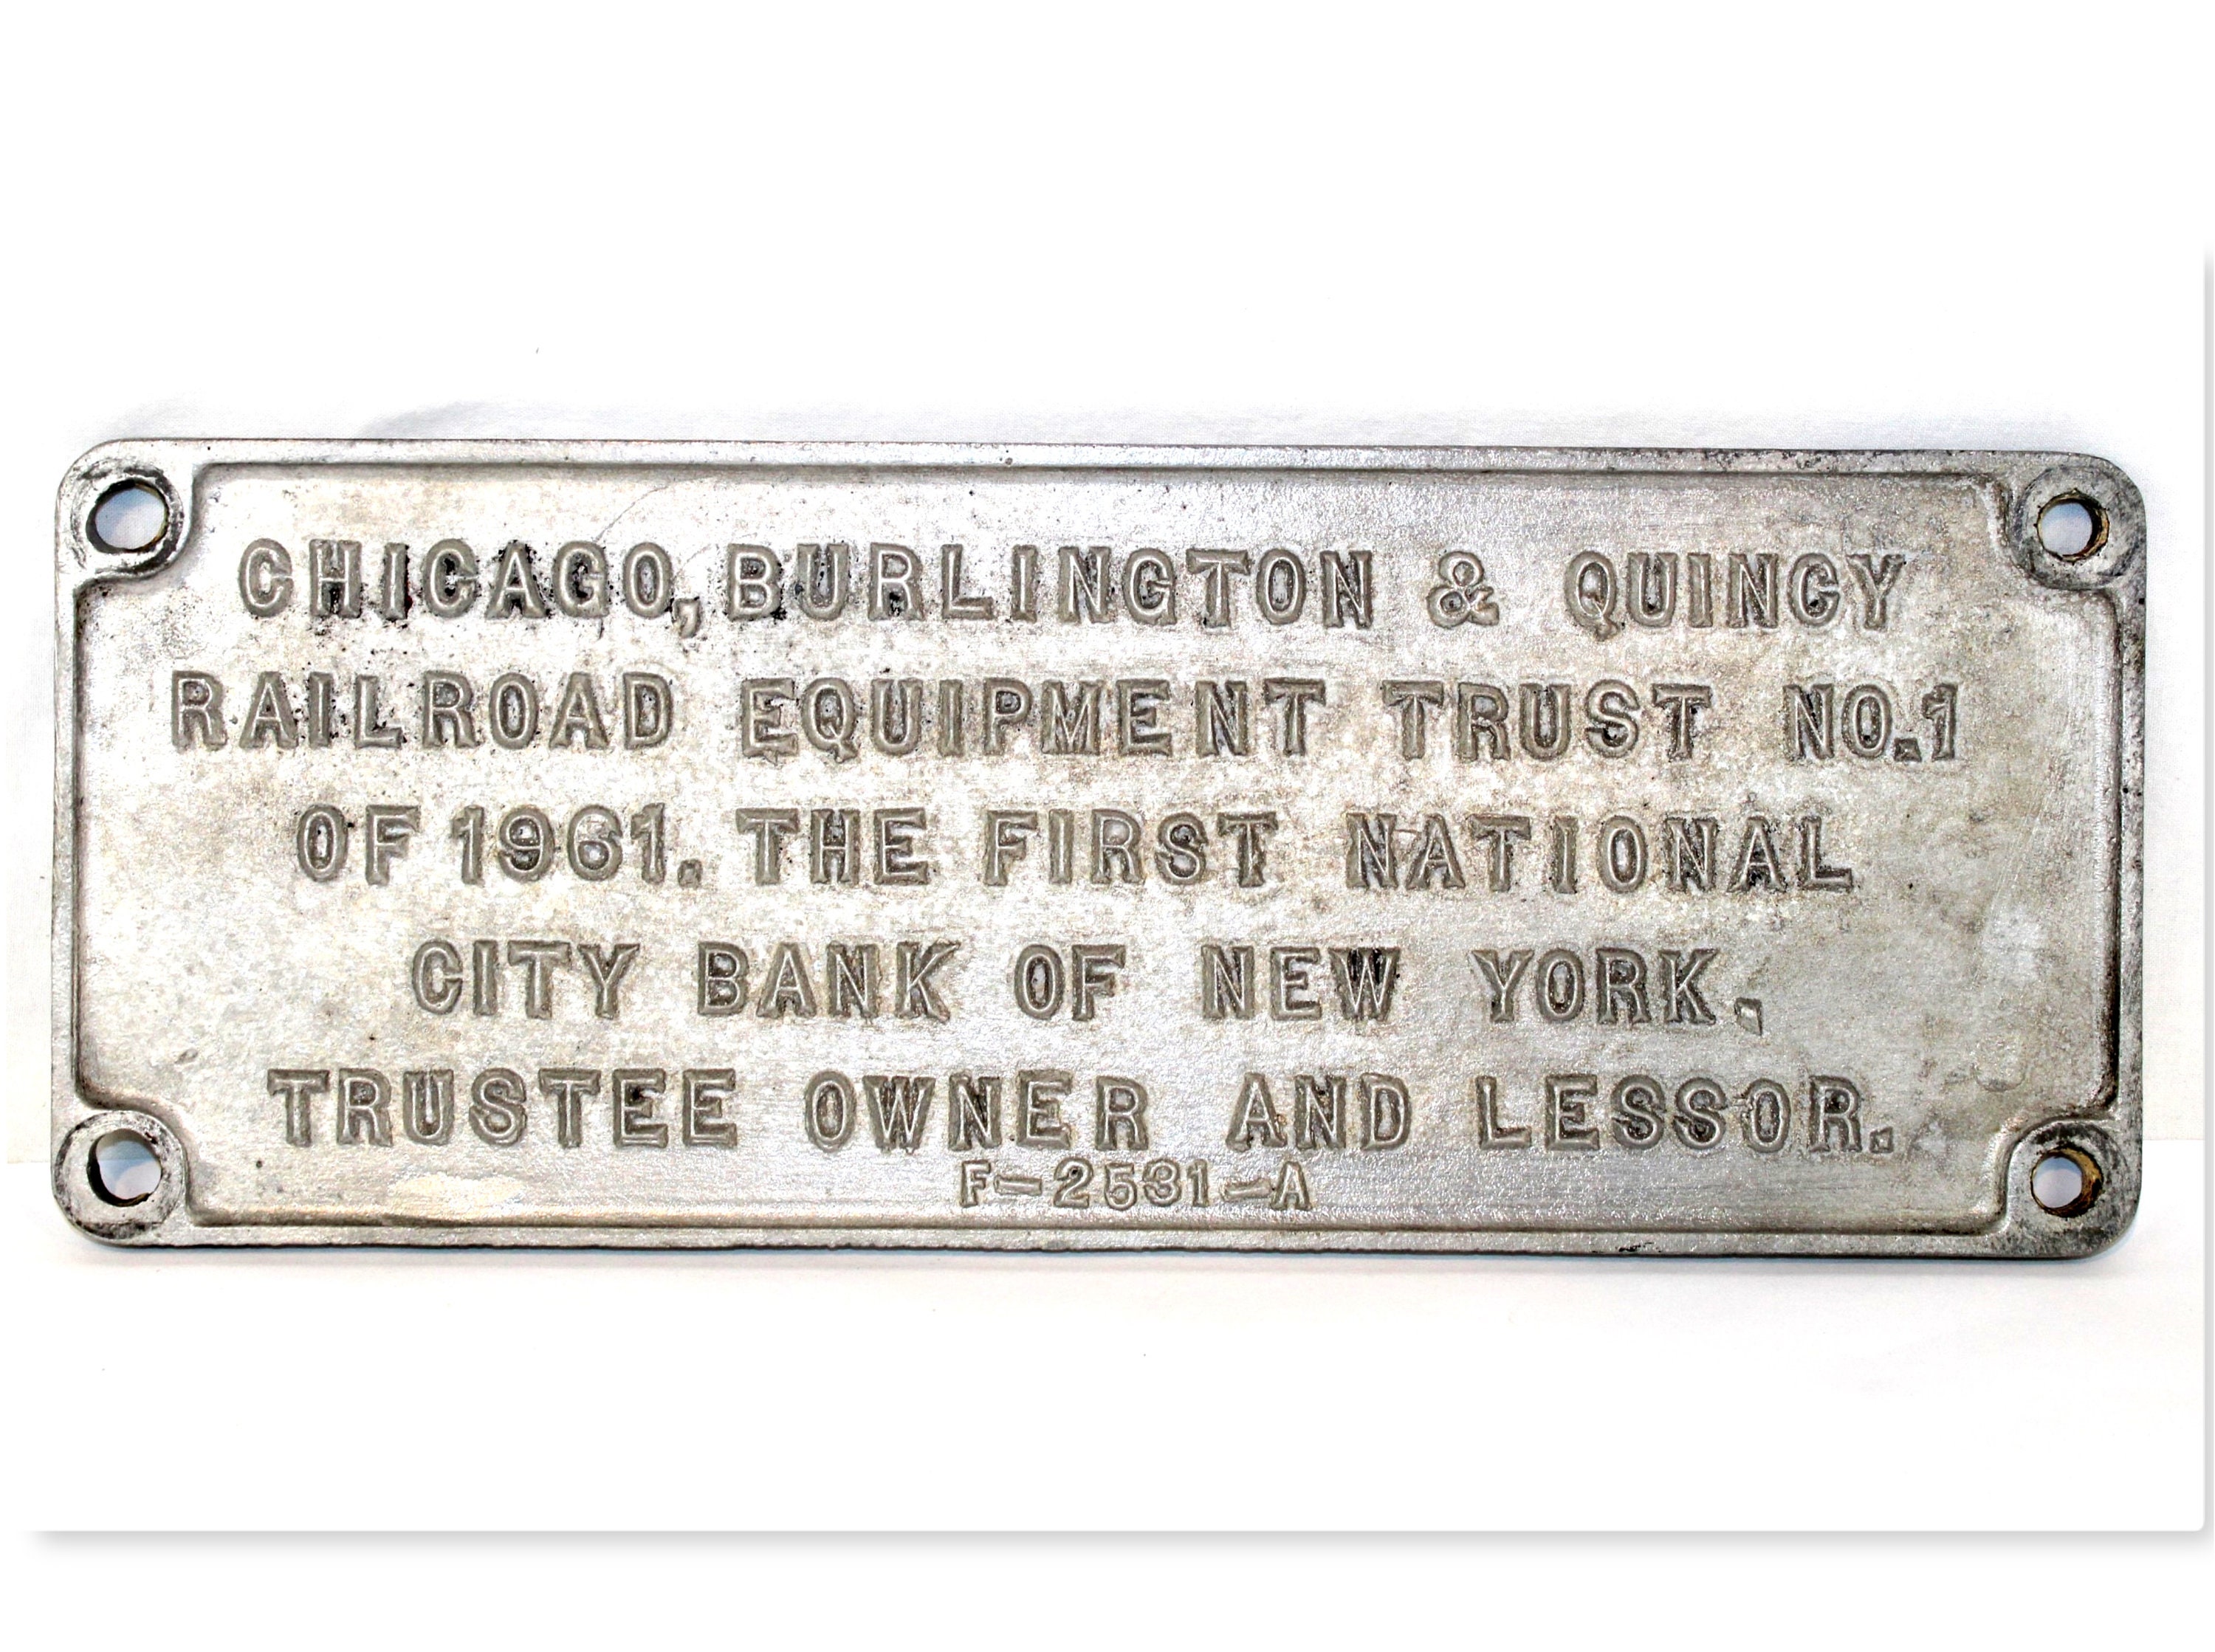 CHICAGO, BURLINGTON & QUINCY
RAILROAD EQUIPMENT TRUST NO.1
OF 1961. THE FIRST NATIONAL
CITY BANK OF NEW YORK,
TRUSTEE OWNER AND LESSOR.
F-2531-A